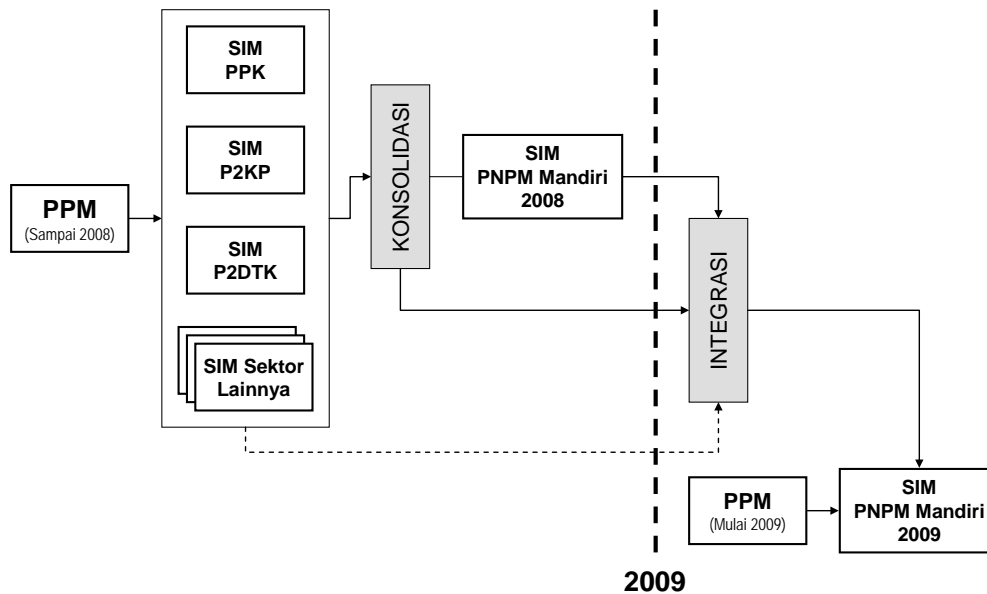 SIM
PPK
SIM
P2KP
SIM
P2DTK
SIM Sektor
Lainnya
PPM
(Sampai 2008)
KONSOLIDASI
SIM
PNPM Mandiri
2008
INTEGRASI
PPM
(Mulai 2009)
SIM
PNPM Mandiri
2009
2009